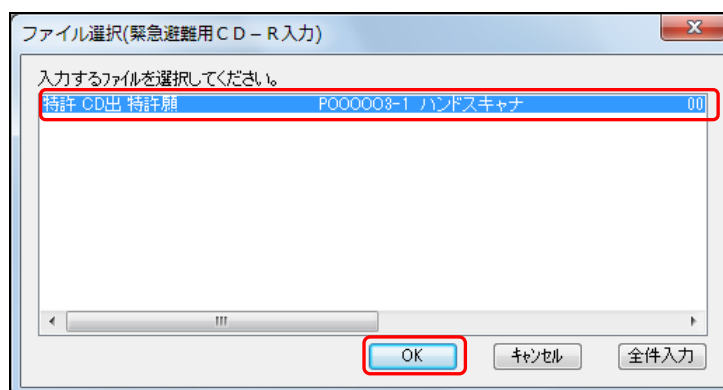 ファイル選択(緊急避難用CD-R入力)
入力するファイルを選択してください。
特許 CD出 特許願 P000003-1 ハンドスキャナ 00
OK キャンセル 全件入力